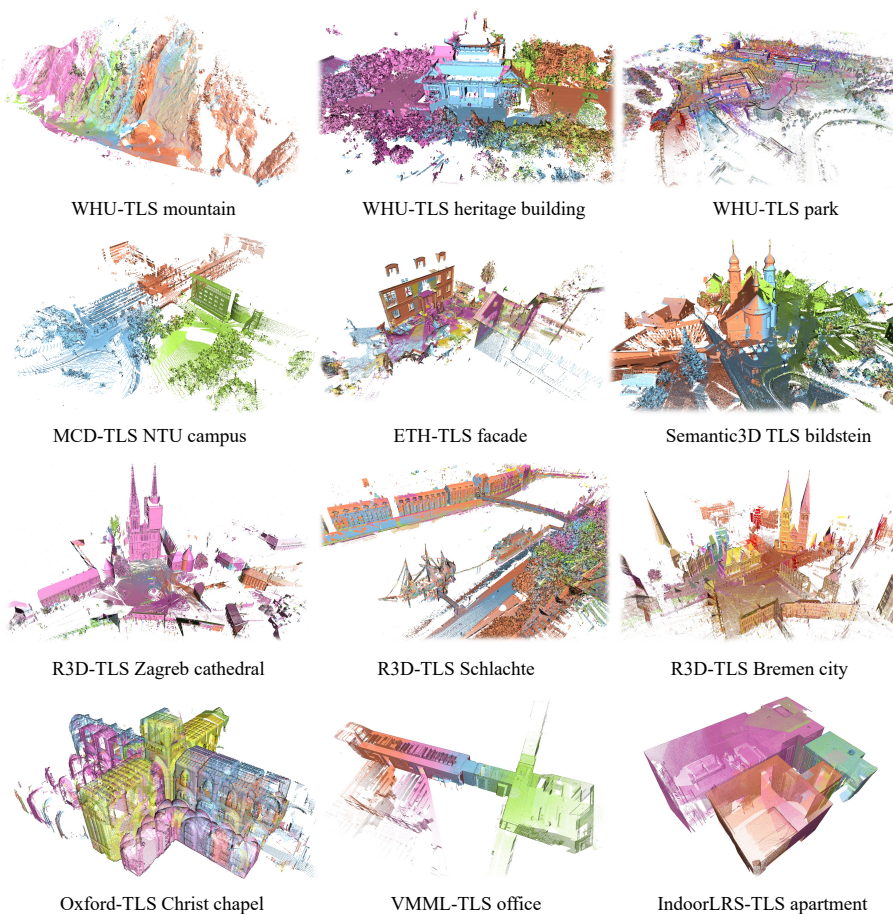 WHU-TLS mountain
WHU-TLS heritage building
WHU-TLS park
MCD-TLS NTU campus
ETH-TLS facade
Semantic3D TLS bildstein
R3D-TLS Zagreb cathedral
R3D-TLS Schlachte
R3D-TLS Bremen city
Oxford-TLS Christ chapel
VMML-TLS office
IndoorLRS-TLS apartment